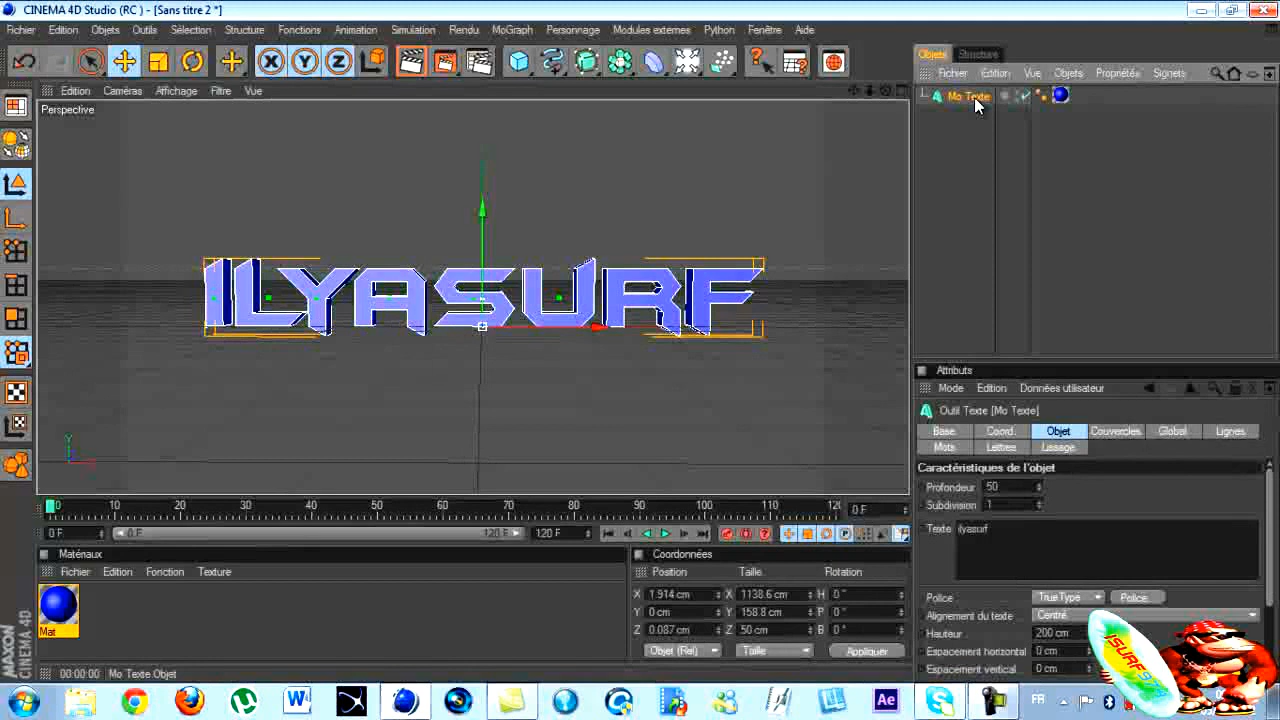 CINEMA 4D Studio (RC ) - [Sans titre 2 *]
Fichier Edition Objets Outils Sélection Structure Fonctions Animation Simulation Rendu MoGraph Personnage Modules externes Python Fenêtre Aide
Objets Structure
Edition Caméras Affichage Filtre Vue
Fichier Edition Vue Objets Propriétés Signets
Perspective
Mo Texte
ILYASURF
Y
Attributs
Mode Edition Données utilisateur
Outil Texte [Mo Texte]
Base Coord. Objet Couvercles Global Lignes
Mots Lettres Lissage
Caractéristiques de l'objet
Profondeur 50
Subdivision 1
Texte ilyasurf
0 10 20 30 40 50 60 70 80 90 100 110 0 F
0 F 0 F 120 F 120 F
Matériaux
Fichier Edition Fonction Texture
Mat
Coordonnées
Position Taille Rotation
X 1.914 cm X 1138.6 cm H 0 °
Y 0 cm Y 158.8 cm P 0 °
Z 0.087 cm Z 50 cm B 0 °
Objet (Rel) Taille Appliquer
Police TrueType Police.
Alignement du texte Centré
Hauteur 200 cm
Espacement horizontal 0 cm
Espacement vertical 0 cm
MAXON
CINEMA 4D
00:00:00 Mo Texte Objet
FR